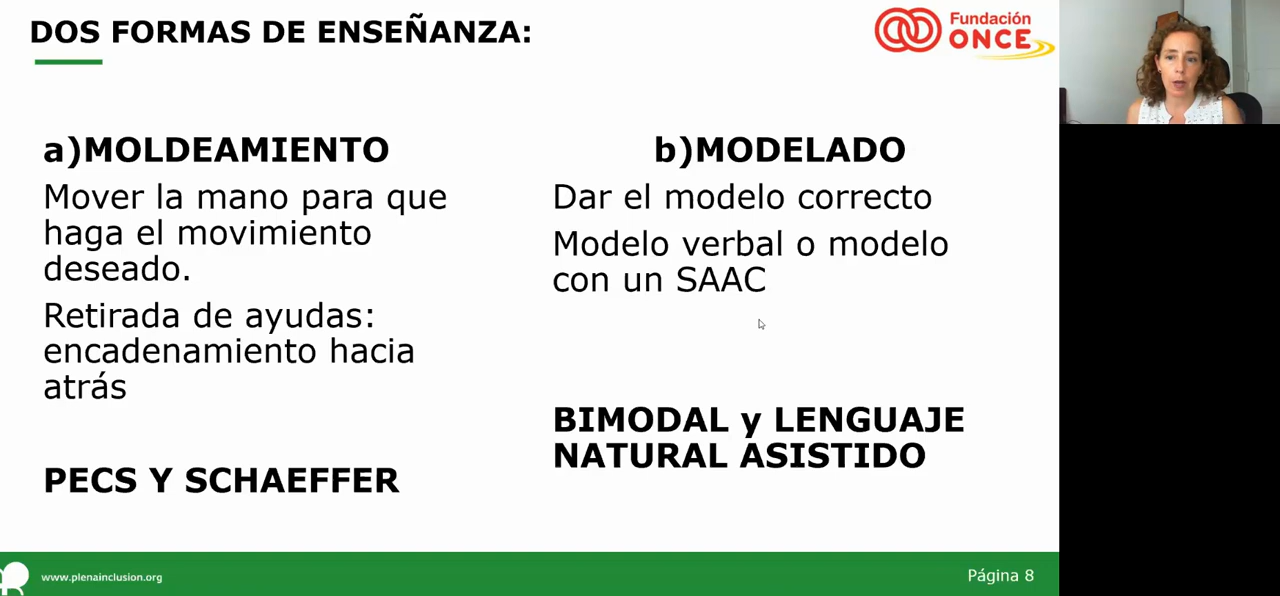 DOS FORMAS DE ENSEÑANZA:
Fundación
ONCE
a)MOLDEAMIENTO
Mover la mano para que
haga el movimiento
deseado.
Retirada de ayudas:
encadenamiento hacia
atrás
PECS Y SCHAEFFER
b)MODELADO
Dar el modelo correcto
Modelo verbal o modelo
con un SAAC
BIMODAL y LENGUAJE
NATURAL ASISTIDO
www.plenainclusion.org
Página 8